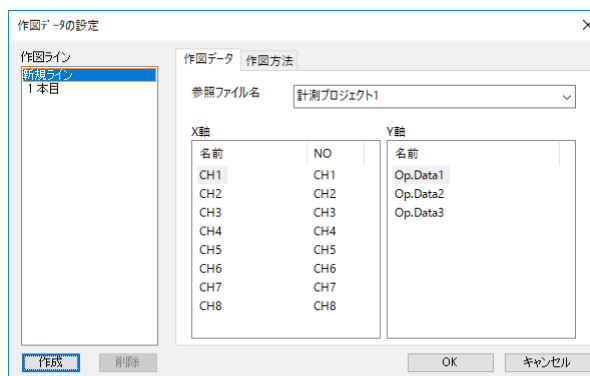 作図ﾃﾞｰﾀの設定
作図ライン
新規ライン
1本目
作図データ 作図方法
参照ファイル名 計測プロジェクト1
X軸
名前 NO
CH1 CH1
CH2 CH2
CH3 CH3
CH4 CH4
CH5 CH5
CH6 CH6
CH7 CH7
CH8 CH8
Y軸
名前
Op.Data1
Op.Data2
Op.Data3
作成 削除 OK キャンセル